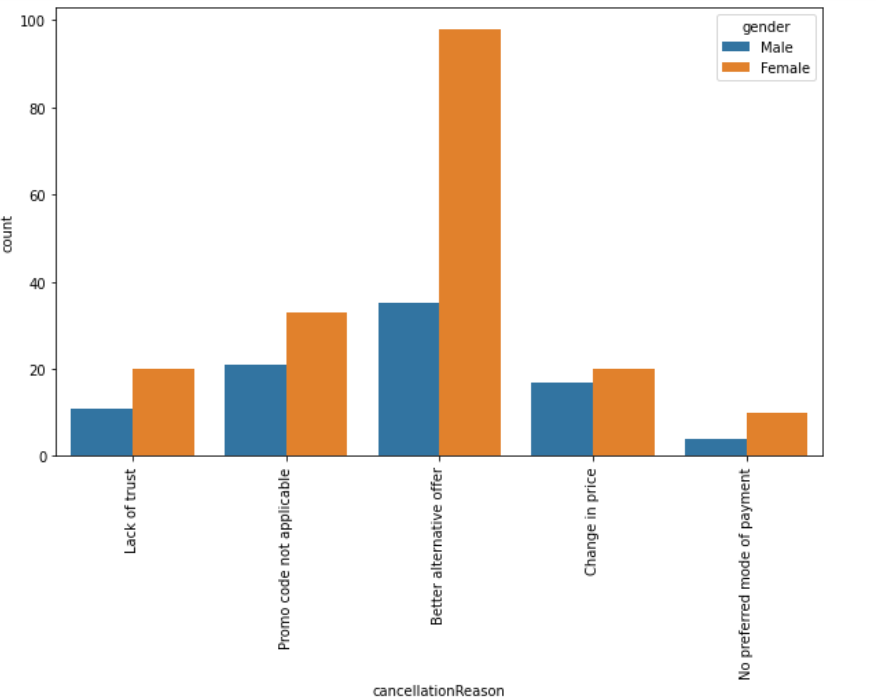 100
80
60
40
20
0
count
gender
Male
Female
Lack of trust
Promo code not applicable
Better alternative offer
Change in price
No preferred mode of payment
cancellationReason